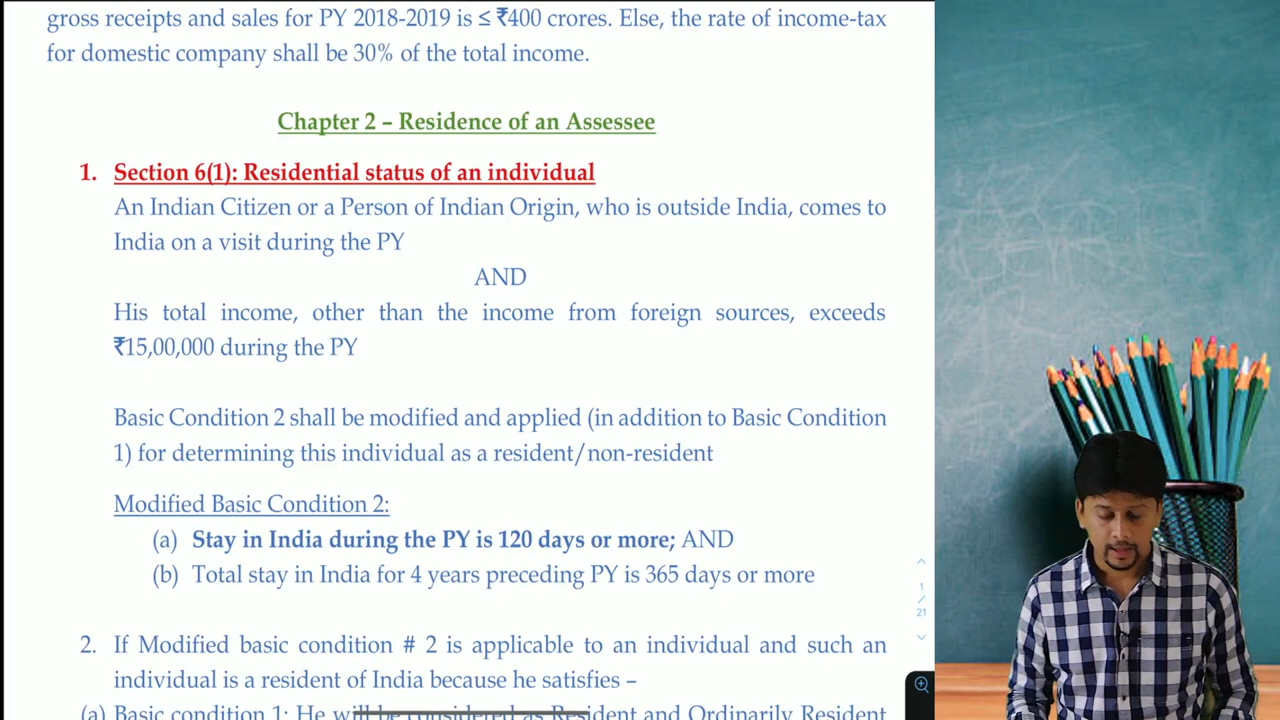 gross receipts and sales for PY 2018-2019 is ≤ ₹400 crores. Else, the rate of income-tax
for domestic company shall be 30% of the total income.
Chapter 2 – Residence of an Assessee
1. Section 6(1): Residential status of an individual
An Indian Citizen or a Person of Indian Origin, who is outside India, comes to
India on a visit during the PY
AND
His total income, other than the income from foreign sources, exceeds
₹15,00,000 during the PY
Basic Condition 2 shall be modified and applied (in addition to Basic Condition
1) for determining this individual as a resident/non-resident
Modified Basic Condition 2:
(a) Stay in India during the PY is 120 days or more; AND
(b) Total stay in India for 4 years preceding PY is 365 days or more
1
/
21
2. If Modified basic condition # 2 is applicable to an individual and such an
individual is a resident of India because he satisfies –
(a) Basic condition 1: He will be considered as Resident and Ordinarily Resident